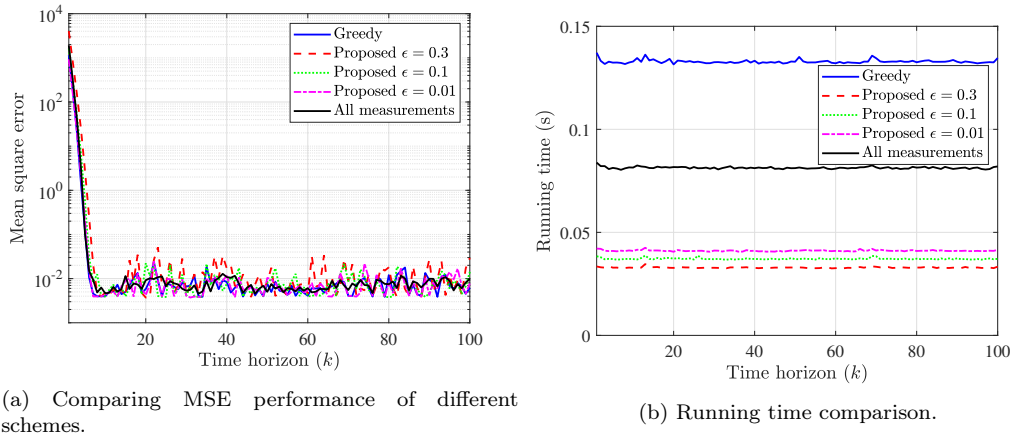 10^4
10^2
10^0
10^-2
Mean square error
Greedy
Proposed ϵ = 0.3
Proposed ϵ = 0.1
Proposed ϵ = 0.01
All measurements
20 40 60 80 100
Time horizon (k)
(a) Comparing MSE performance of different
schemes.
0.15
0.1
0.05
0
Running time (s)
Greedy
Proposed ϵ = 0.3
Proposed ϵ = 0.1
Proposed ϵ = 0.01
All measurements
20 40 60 80 100
Time horizon (k)
(b) Running time comparison.